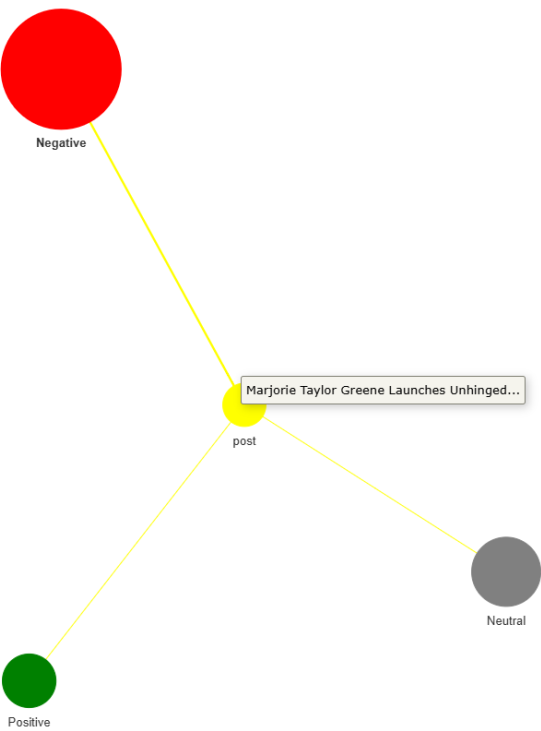 Negative
Marjorie Taylor Greene Launches Unhinged...
post
Neutral
Positive